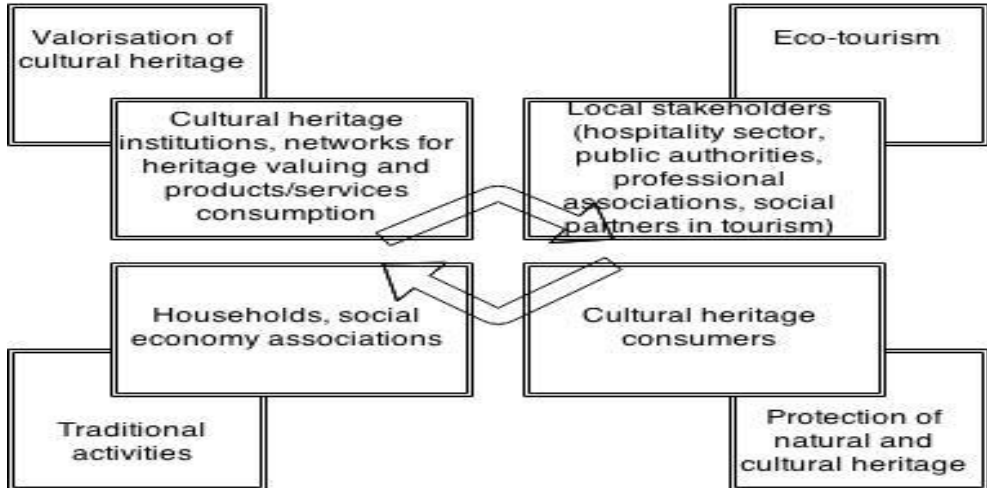 Valorisation of
cultural heritage
Eco-tourism
Cultural heritage
institutions, networks for
heritage valuing and
products/services
consumption
Local stakeholders
(hospitality sector,
public authorities,
professional
associations, social
partners in tourism)
Households, social
economy associations
Cultural heritage
consumers
Traditional
activities
Protection of
natural and
cultural heritage